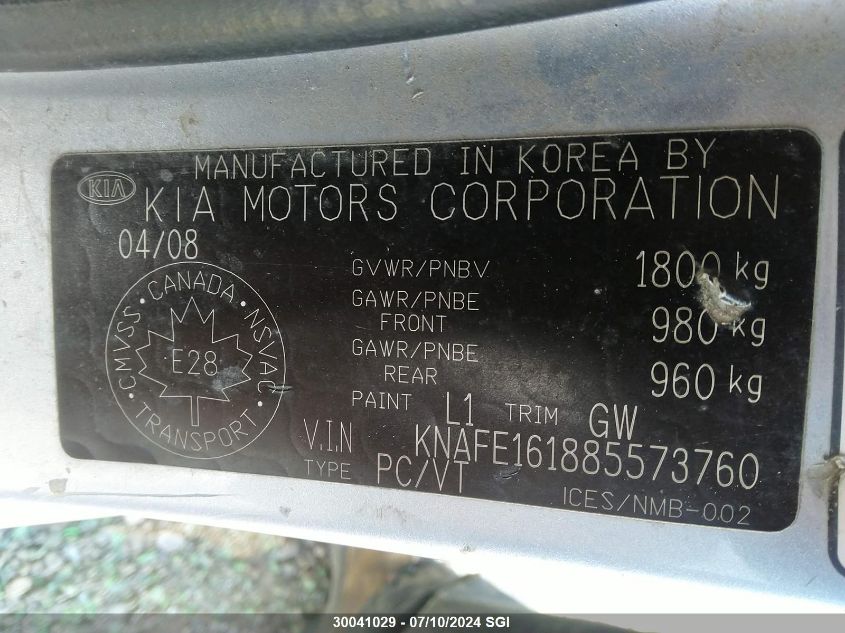 MANUFACTURED IN KOREA BY
KIA
KIA MOTORS CORPORATION
04/08
GVWR/PNBV 1800 kg
GAWR/PNBE FRONT 980 kg
GAWR/PNBE REAR 960 kg
PAINT L1 TRIM GW
V.I.N KNAFE161885573760
TYPE PC/VT
ICES/NMB-002
CANADA · NSVAC · TRANSPORT · CMVSS ·
E28
30041029 - 07/10/2024 SGI